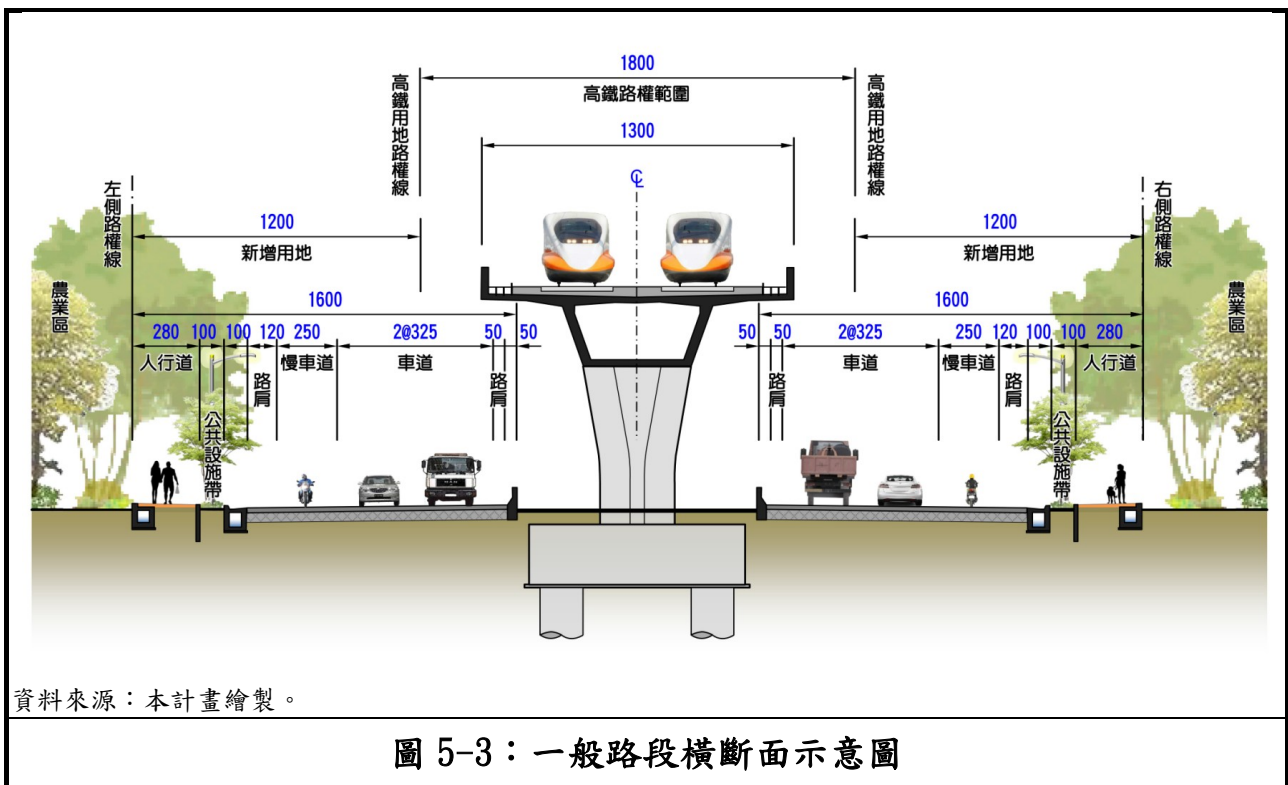 1800
高鐵路權範圍
高鐵用地路權線
高鐵用地路權線
1300
℄
左側路權線
右側路權線
1200
新增用地
1200
新增用地
農業區
農業區
1600
1600
280 100 100 120 250 2@325 50 50
人行道 公共設施帶 路肩 慢車道 車道 路肩
50 50 2@325 250 120 100 100 280
路肩 車道 慢車道 路肩 公共設施帶 人行道
資料來源：本計畫繪製。
圖 5-3：一般路段橫斷面示意圖